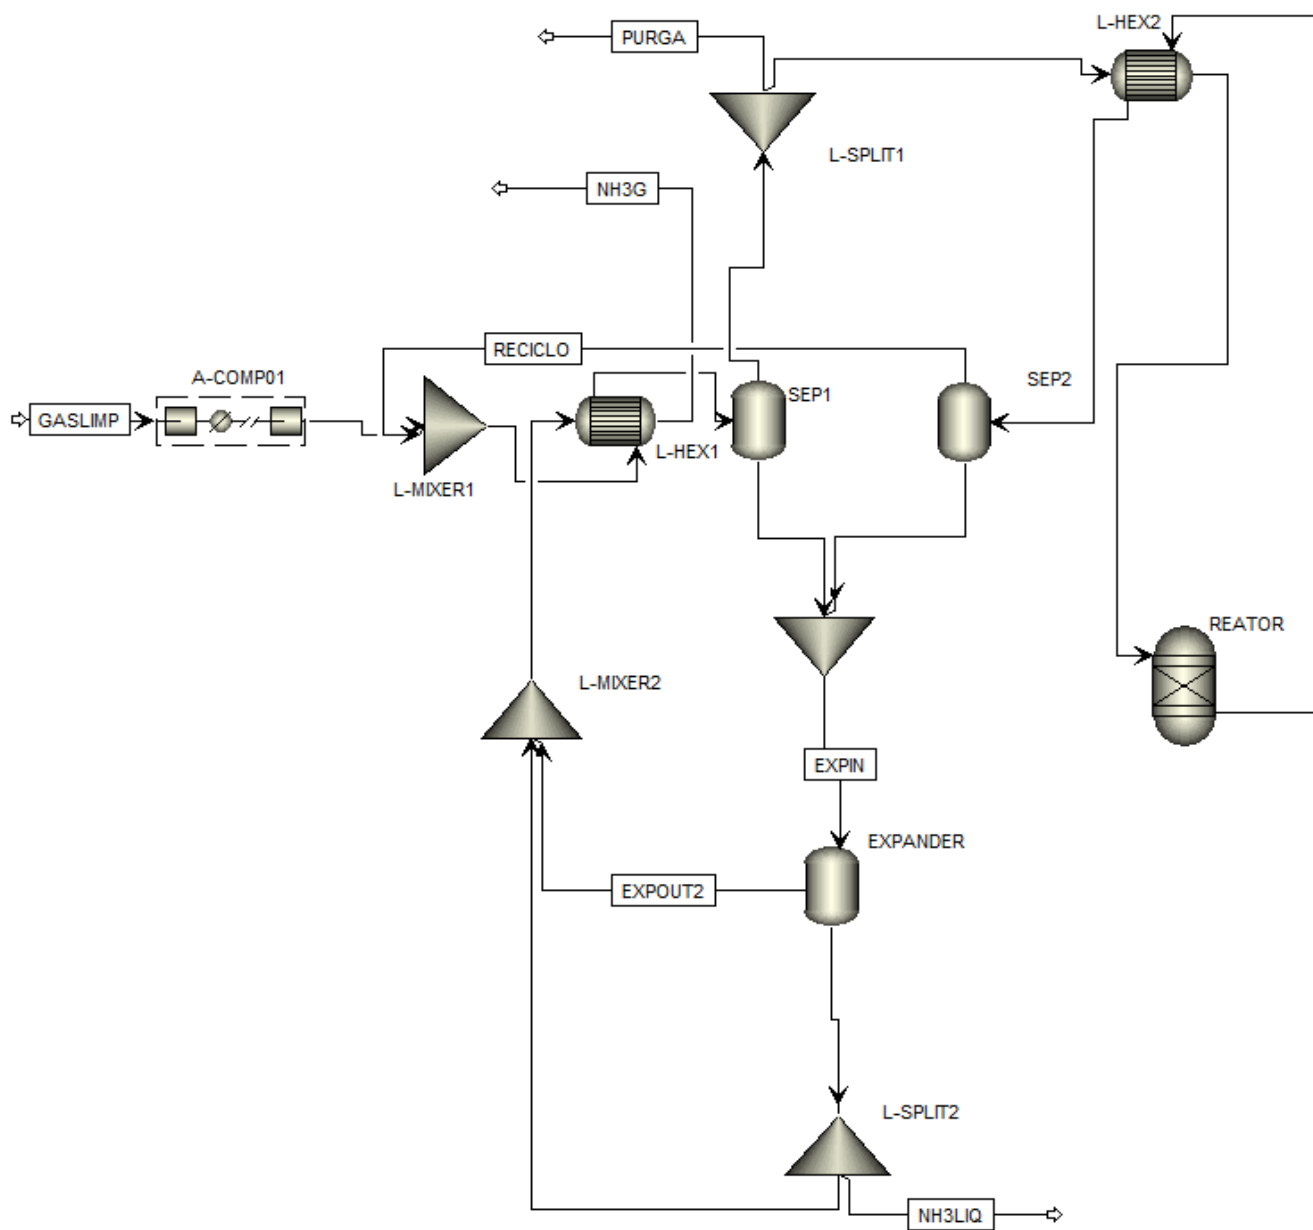 L-HEX2
PURGA
L-SPLIT1
NH3G
RECICLO
A-COMP01
SEP1
SEP2
GASLIMP
L-HEX1
L-MIXER1
REATOR
L-MIXER2
EXPIN
EXPANDER
EXPOUT2
L-SPLIT2
NH3LIQ